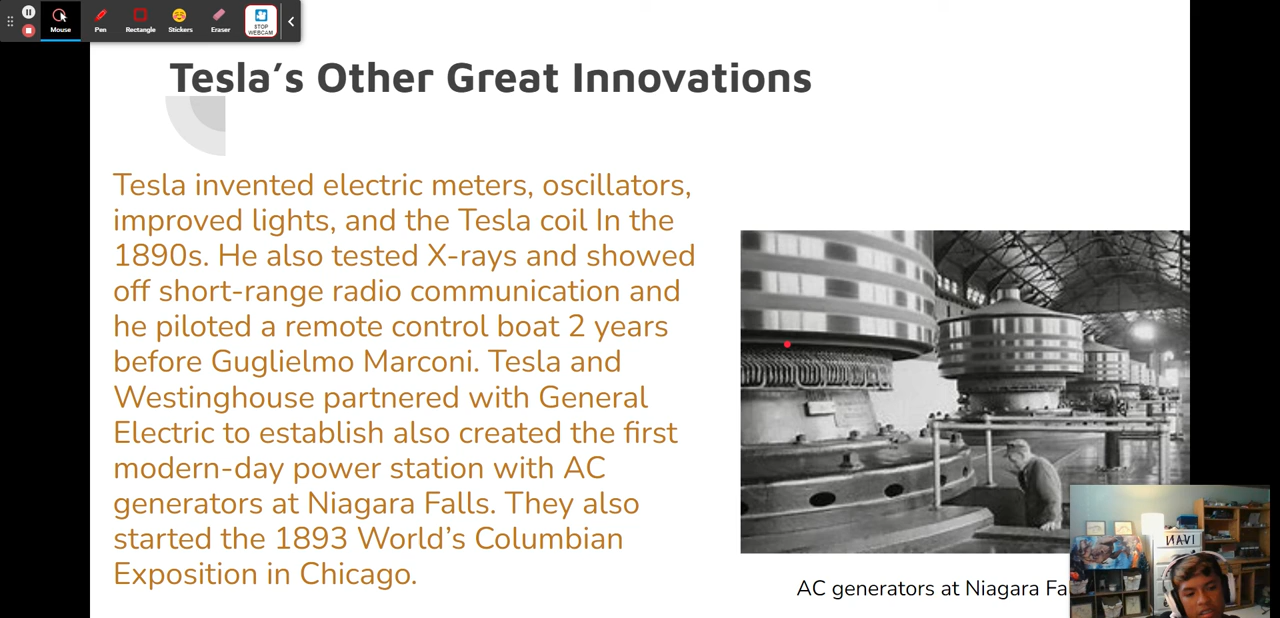 Mouse
Pen
Rectangle
Stickers
Eraser
STOP
WEBCAM
Tesla’s Other Great Innovations
Tesla invented electric meters, oscillators,
improved lights, and the Tesla coil In the
1890s. He also tested X-rays and showed
off short-range radio communication and
he piloted a remote control boat 2 years
before Guglielmo Marconi. Tesla and
Westinghouse partnered with General
Electric to establish also created the first
modern-day power station with AC
generators at Niagara Falls. They also
started the 1893 World’s Columbian
Exposition in Chicago.
AC generators at Niagara Fa
NAVI